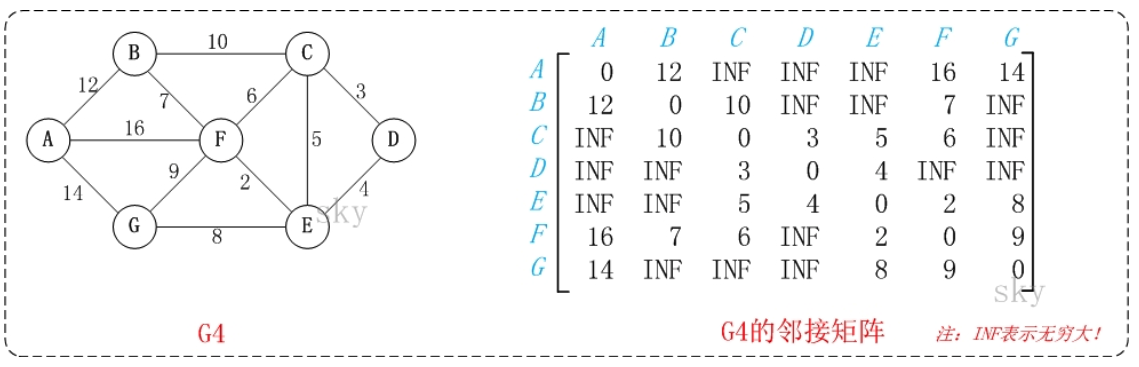 B 10 C
12 7 6 3
A 16 F 5 D
14 9 2 4
G 8 E
sky
G4
A B C D E F G
A 0 12 INF INF INF 16 14
B 12 0 10 INF INF 7 INF
C INF 10 0 3 5 6 INF
D INF INF 3 0 4 INF INF
E INF INF 5 4 0 2 8
F 16 7 6 INF 2 0 9
G 14 INF INF INF 8 9 0
sky
G4的邻接矩阵 注: INF表示无穷大!